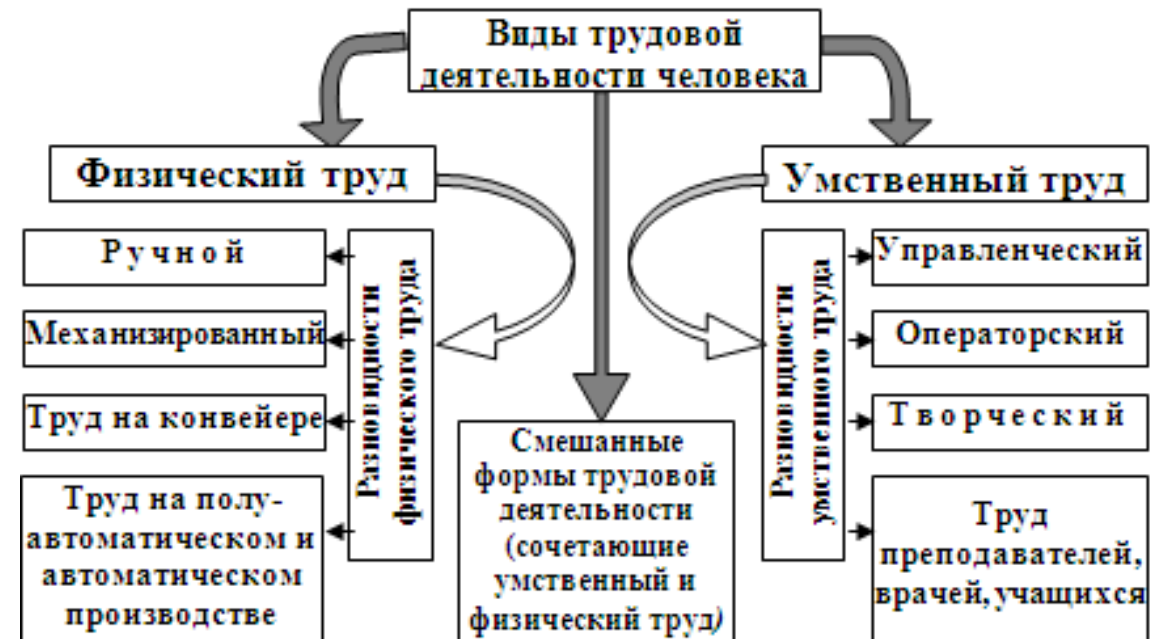 Виды трудовой
деятельности человека
Физический труд
Умственный труд
Ручной
Механизированный
Труд на конвейере
Труд на полу-
автоматическом и
автоматическом
производстве
Разновидности
физического труда
Смешанные
формы трудовой
деятельности
(сочетающие
умственный и
физический труд)
Разновидности
умственного труда
Управленческий
Операторский
Творческий
Труд
преподавателей,
врачей, учащихся